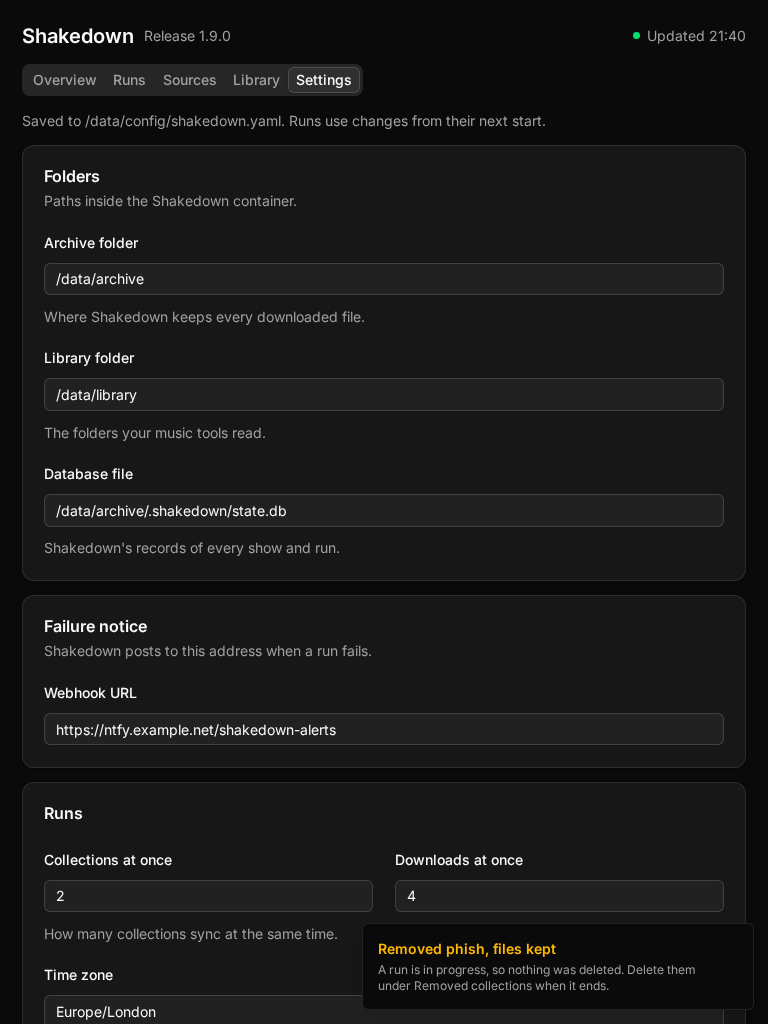 Shakedown Release 1.9.0
Updated 21:40
Overview Runs Sources Library Settings
Saved to /data/config/shakedown.yaml. Runs use changes from their next start.
Folders
Paths inside the Shakedown container.
Archive folder
/data/archive
Where Shakedown keeps every downloaded file.
Library folder
/data/library
The folders your music tools read.
Database file
/data/archive/.shakedown/state.db
Shakedown's records of every show and run.
Failure notice
Shakedown posts to this address when a run fails.
Webhook URL
https://ntfy.example.net/shakedown-alerts
Runs
Collections at once
2
How many collections sync at the same time.
Downloads at once
4
Time zone
Europe/London
Removed phish, files kept
A run is in progress, so nothing was deleted. Delete them
under Removed collections when it ends.